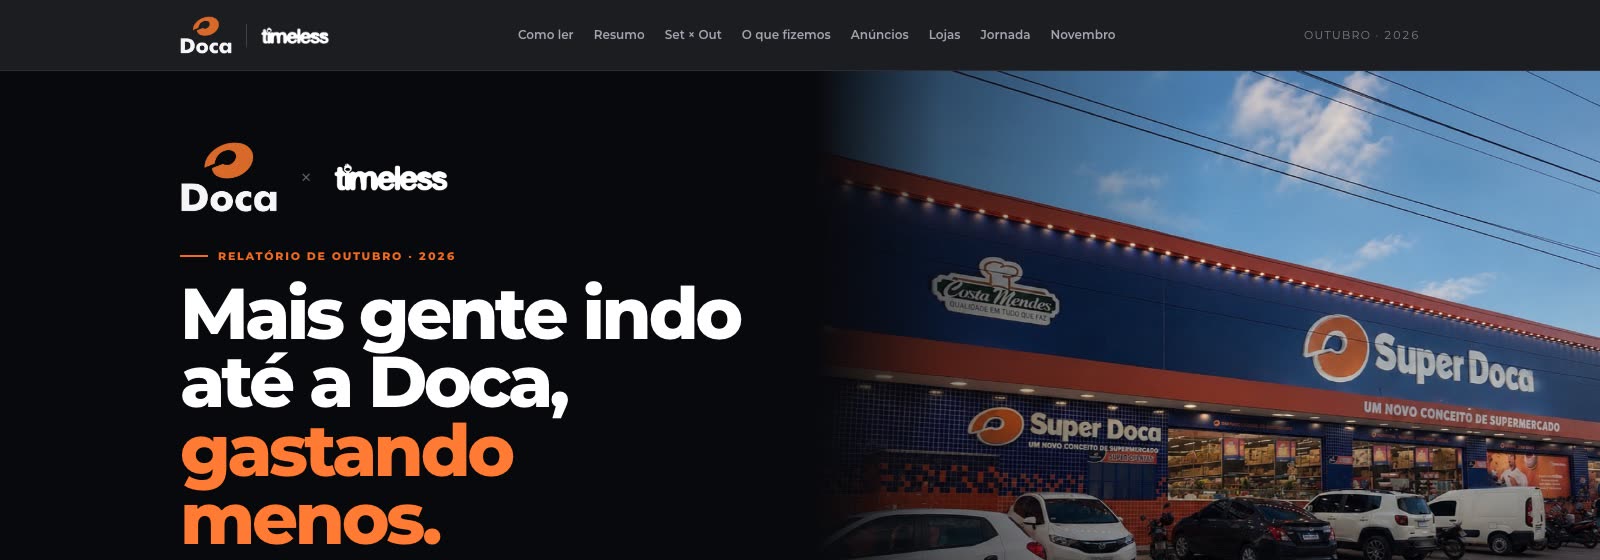 Doca
timeless
Como ler Resumo Set × Out O que fizemos Anúncios Lojas Jornada Novembro
OUTUBRO · 2026
Doca × timeless
RELATÓRIO DE OUTUBRO · 2026
Mais gente indo
até a Doca,
gastando
menos.
Costa Mendes
QUALIDADE EM TUDO QUE FAZ
Super Doca
UM NOVO CONCEITO DE SUPERMERCADO
Super Doca
UM NOVO CONCEITO DE SUPERMERCADO